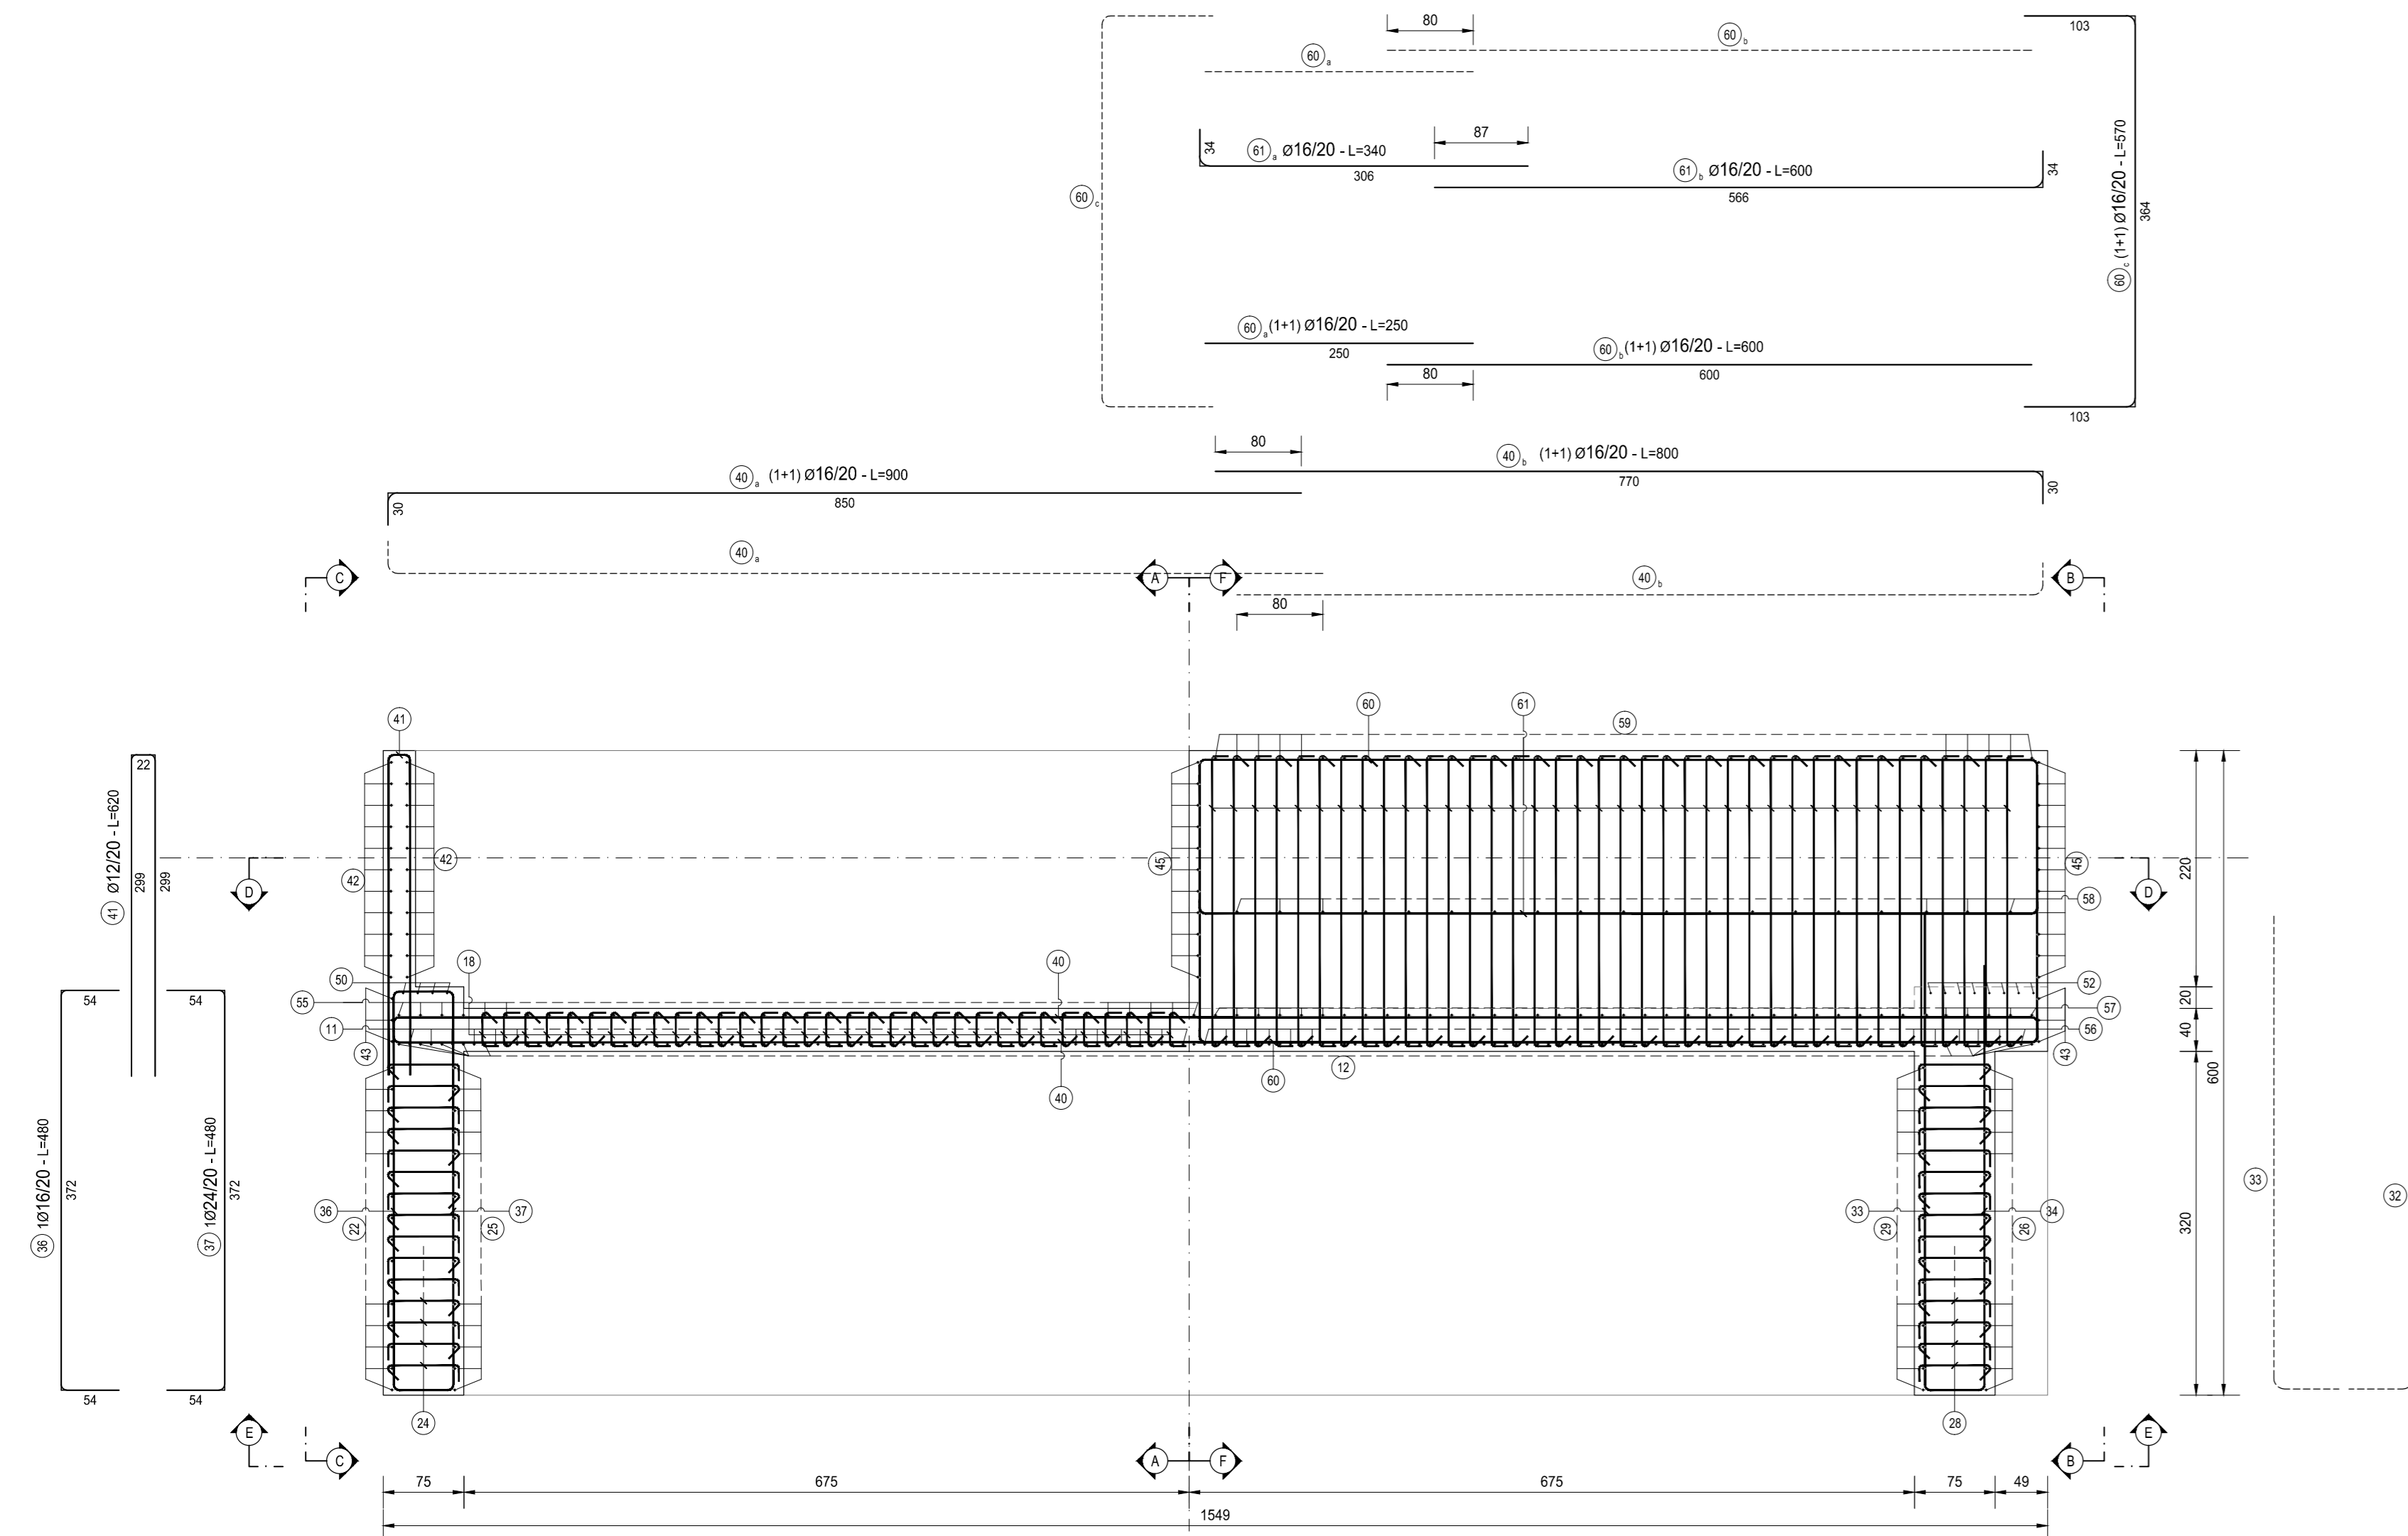 80
103
60 b
60 a
87
34
61 a Ø16/20 - L=340
306
61 b Ø16/20 - L=600
566
34
60 c
60 c (1+1) Ø16/20 - L=570
364
60 a (1+1) Ø16/20 - L=250
250
60 b (1+1) Ø16/20 - L=600
600
80
103
80
40 a (1+1) Ø16/20 - L=900
850
30
40 b (1+1) Ø16/20 - L=800
770
30
40 a
40 b
80
C
A
F
B
41
60
61
59
22
41 Ø12/20 - L=620
299
299
42
42
45
45
D
D
220
58
18
40
50
52
55
57
11
56
43
43
12
40
60
20
40
600
320
54
54
36 1Ø16/20 - L=480
372
37 1Ø24/20 - L=480
372
54
54
36
22
25
37
33
29
26
34
33
32
24
28
E
C
A
F
B
E
75
675
675
75
49
1549